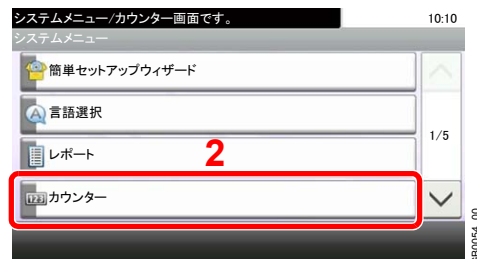 システムメニュー/カウンター画面です。
10:10
システムメニュー
簡単セットアップウィザード
言語選択
1/5
レポート
2
123
カウンター